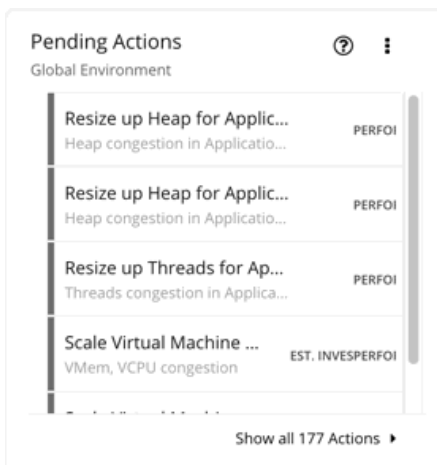 Pending Actions
Global Environment
Resize up Heap for Applic...
Heap congestion in Applicatio...
PERFOI
Resize up Heap for Applic...
Heap congestion in Applicatio...
PERFOI
Resize up Threads for Ap...
Threads congestion in Applica...
PERFOI
Scale Virtual Machine ...
VMem, VCPU congestion
EST. INVESPERFOI
Show all 177 Actions